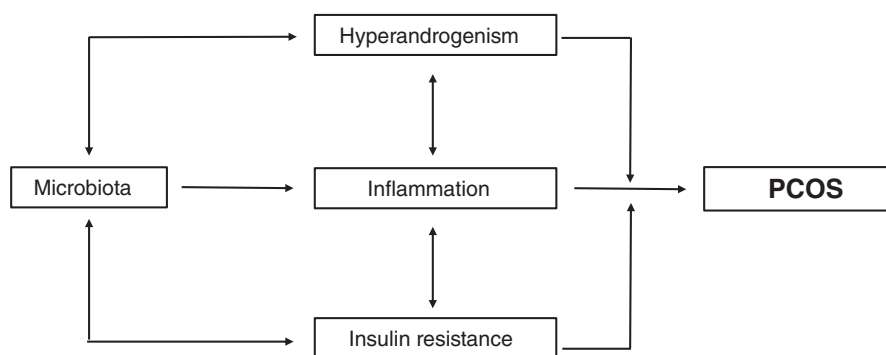 Hyperandrogenism
Microbiota
Inflammation
PCOS
Insulin resistance